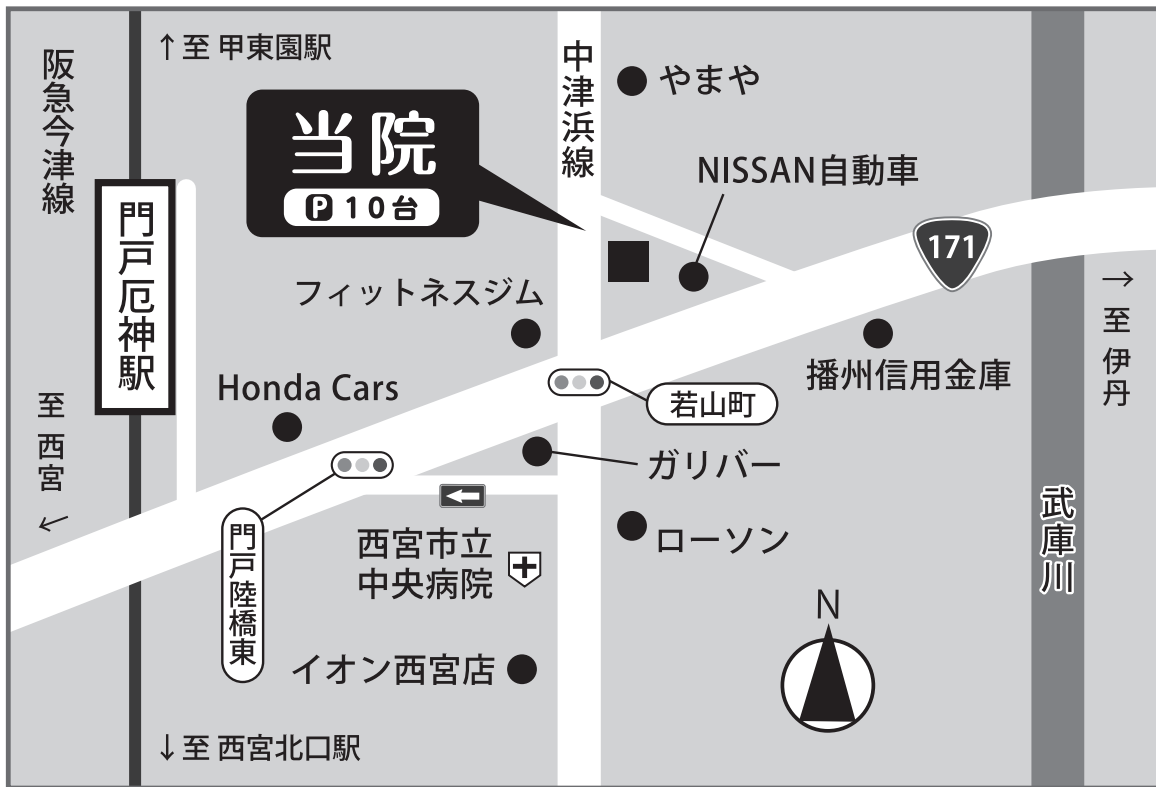 ↑至 甲東園駅
阪急今津線
当院
P 10台
中津浜線
やまや
NISSAN自動車
171
門戸厄神駅
フィットネスジム
→至 伊丹
播州信用金庫
Honda Cars
若山町
至 西宮←
ガリバー
西宮市立
中央病院
ローソン
武庫川
門戸陸橋東
N
イオン西宮店
↓至 西宮北口駅